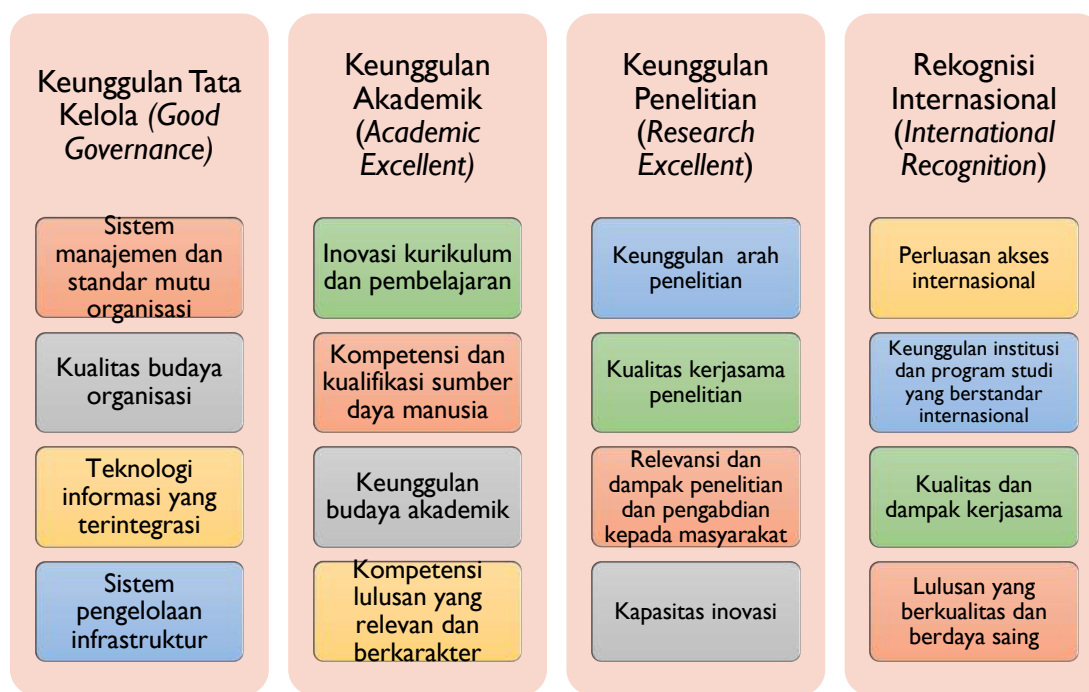 Keunggulan Tata
Kelola (Good
Governance)
Sistem
manajemen dan
standar mutu
organisasi
Kualitas budaya
organisasi
Teknologi
informasi yang
terintegrasi
Sistem
pengelolaan
infrastruktur
Keunggulan
Akademik
(Academic
Excellent)
Inovasi kurikulum
dan pembelajaran
Kompetensi dan
kualifikasi sumber
daya manusia
Keunggulan
budaya akademik
Kompetensi
lulusan yang
relevan dan
berkarakter
Keunggulan
Penelitian
(Research
Excellent)
Keunggulan arah
penelitian
Kualitas kerjasama
penelitian
Relevansi dan
dampak penelitian
dan pengabdian
kepada masyarakat
Kapasitas inovasi
Rekognisi
Internasional
(International
Recognition)
Perluasan akses
internasional
Keunggulan institusi
dan program studi
yang berstandar
internasional
Kualitas dan
dampak kerjasama
Lulusan yang
berkualitas dan
berdaya saing